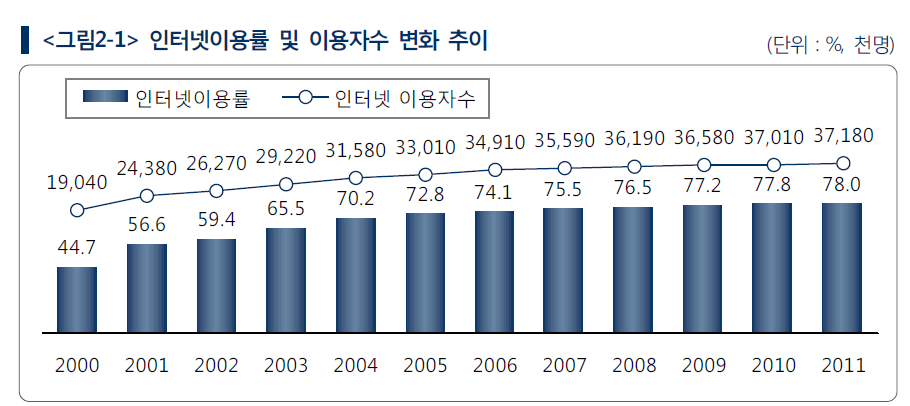 <그림2-1> 인터넷이용률 및 이용자수 변화 추이
(단위 : %, 천명)
인터넷이용률 인터넷 이용자수
19,040 24,380 26,270 29,220 31,580 33,010 34,910 35,590 36,190 36,580 37,010 37,180
44.7 56.6 59.4 65.5 70.2 72.8 74.1 75.5 76.5 77.2 77.8 78.0
2000 2001 2002 2003 2004 2005 2006 2007 2008 2009 2010 2011